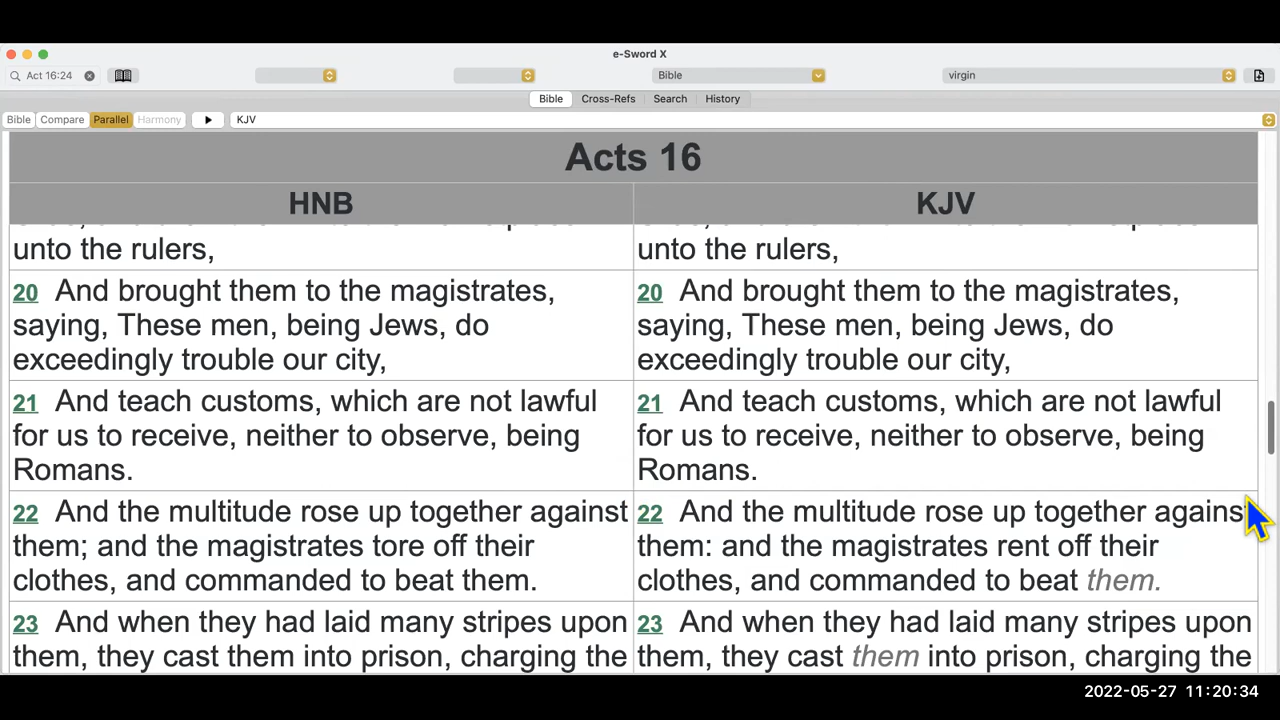 e-Sword X
Act 16:24
Bible
virgin
Bible Cross-Refs Search History
Bible Compare Parallel Harmony KJV
Acts 16
HNB KJV
unto the rulers,
20 And brought them to the magistrates,
saying, These men, being Jews, do
exceedingly trouble our city,
21 And teach customs, which are not lawful
for us to receive, neither to observe, being
Romans.
22 And the multitude rose up together against
them; and the magistrates tore off their
clothes, and commanded to beat them.
23 And when they had laid many stripes upon
them, they cast them into prison, charging the
unto the rulers,
20 And brought them to the magistrates,
saying, These men, being Jews, do
exceedingly trouble our city,
21 And teach customs, which are not lawful
for us to receive, neither to observe, being
Romans.
22 And the multitude rose up together agains
them: and the magistrates rent off their
clothes, and commanded to beat them.
23 And when they had laid many stripes upon
them, they cast them into prison, charging the
2022-05-27 11:20:34